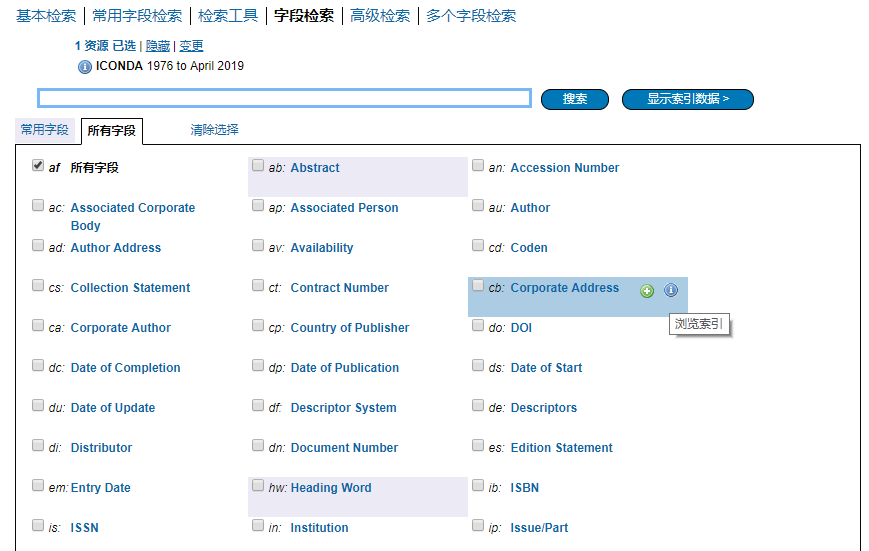 基本检索 常用字段检索 检索工具 字段检索 高级检索 多个字段检索
1 资源 已选 | 隐藏 | 变更
ICONDA 1976 to April 2019
搜索 显示索引数据 >
常用字段 所有字段 清除选择
af 所有字段 ab: Abstract an: Accession Number
ac: Associated Corporate Body ap: Associated Person au: Author
ad: Author Address av: Availability cd: Coden
cs: Collection Statement ct: Contract Number cb: Corporate Address
浏览索引
ca: Corporate Author cp: Country of Publisher do: DOI
dc: Date of Completion dp: Date of Publication ds: Date of Start
du: Date of Update df: Descriptor System de: Descriptors
di: Distributor dn: Document Number es: Edition Statement
em: Entry Date hw: Heading Word ib: ISBN
is: ISSN in: Institution ip: Issue/Part